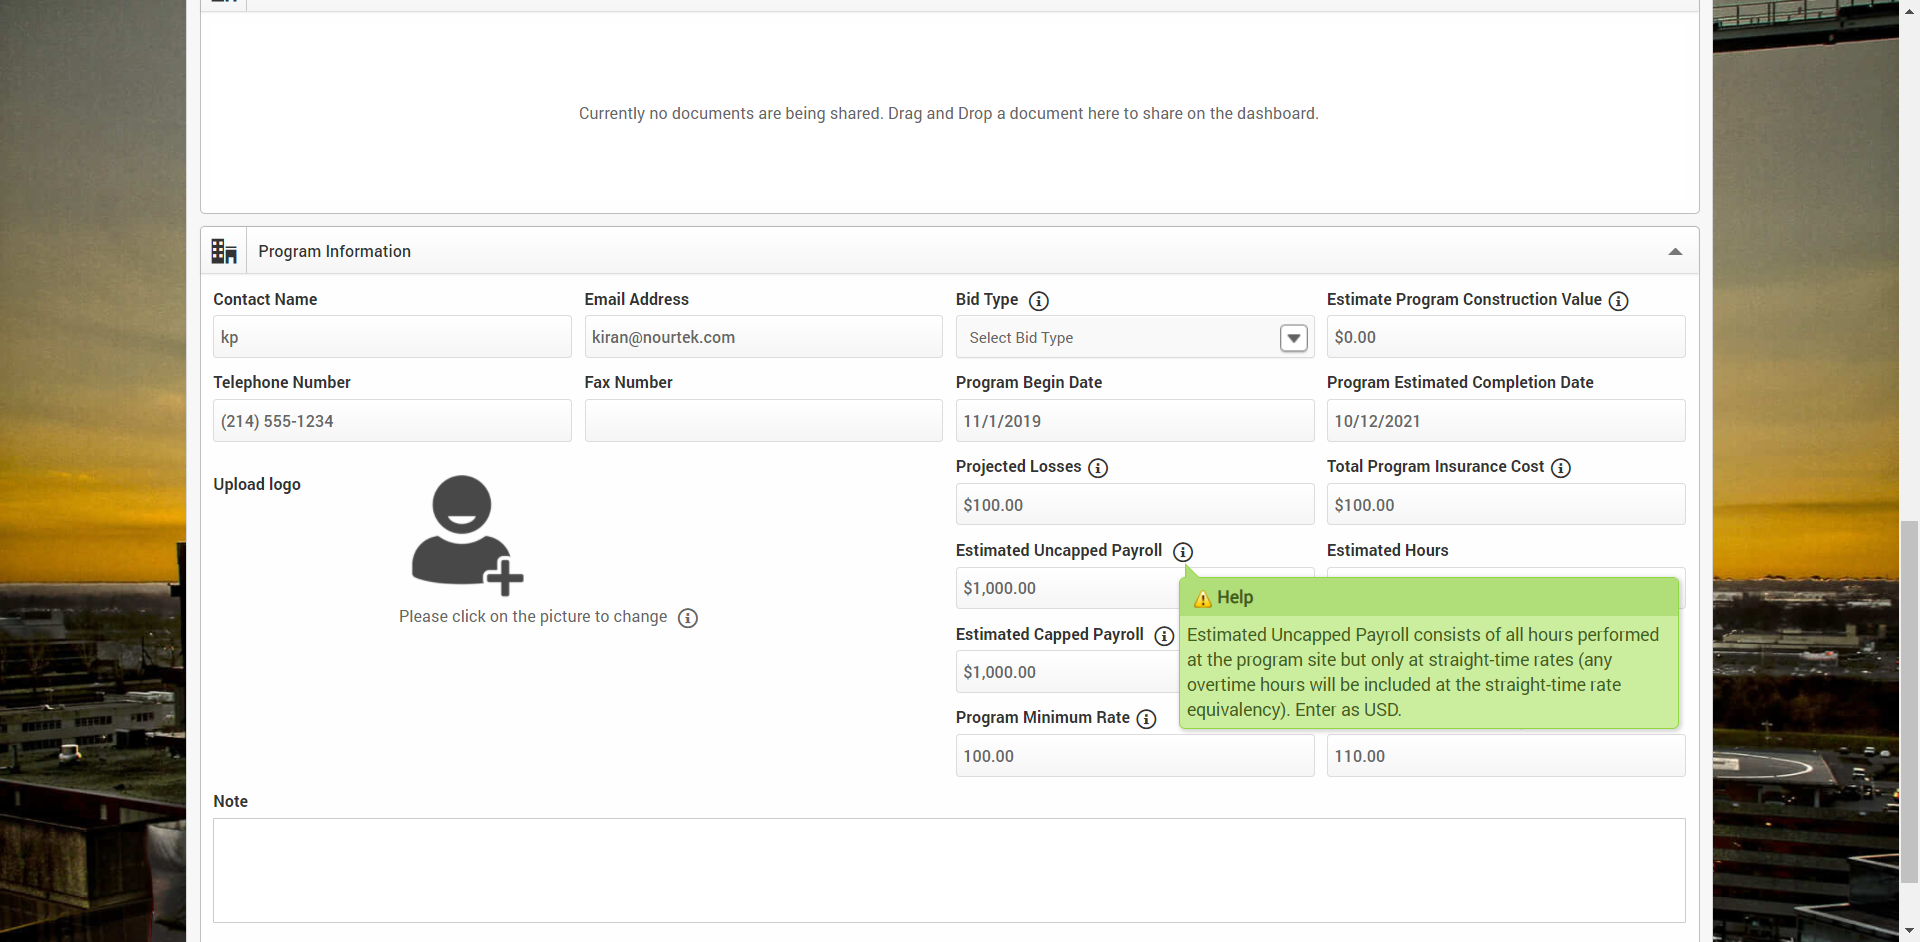 Currently no documents are being shared. Drag and Drop a document here to share on the dashboard.
Program Information
Contact Name
Email Address
Bid Type
Estimate Program Construction Value
kp
kiran@nourtek.com
Select Bid Type
$0.00
Telephone Number
Fax Number
Program Begin Date
Program Estimated Completion Date
(214) 555-1234
11/1/2019
10/12/2021
Projected Losses
Total Program Insurance Cost
Upload logo
$100.00
$100.00
Estimated Uncapped Payroll
Estimated Hours
$1,000.00
Help
Please click on the picture to change
Estimated Capped Payroll
Estimated Uncapped Payroll consists of all hours performed
at the program site but only at straight-time rates (any
overtime hours will be included at the straight-time rate
equivalency). Enter as USD.
$1,000.00
Program Minimum Rate
100.00
110.00
Note